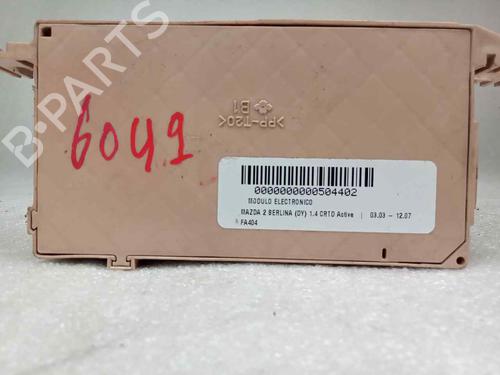 B-PARTS
>PP-T20<
B1
6041
0000000000504402
MODULO ELECTRONICO
MAZDA 2 BERLINA (DY) 1.4 CRTD Active | 03.03 - 12.07
FA404